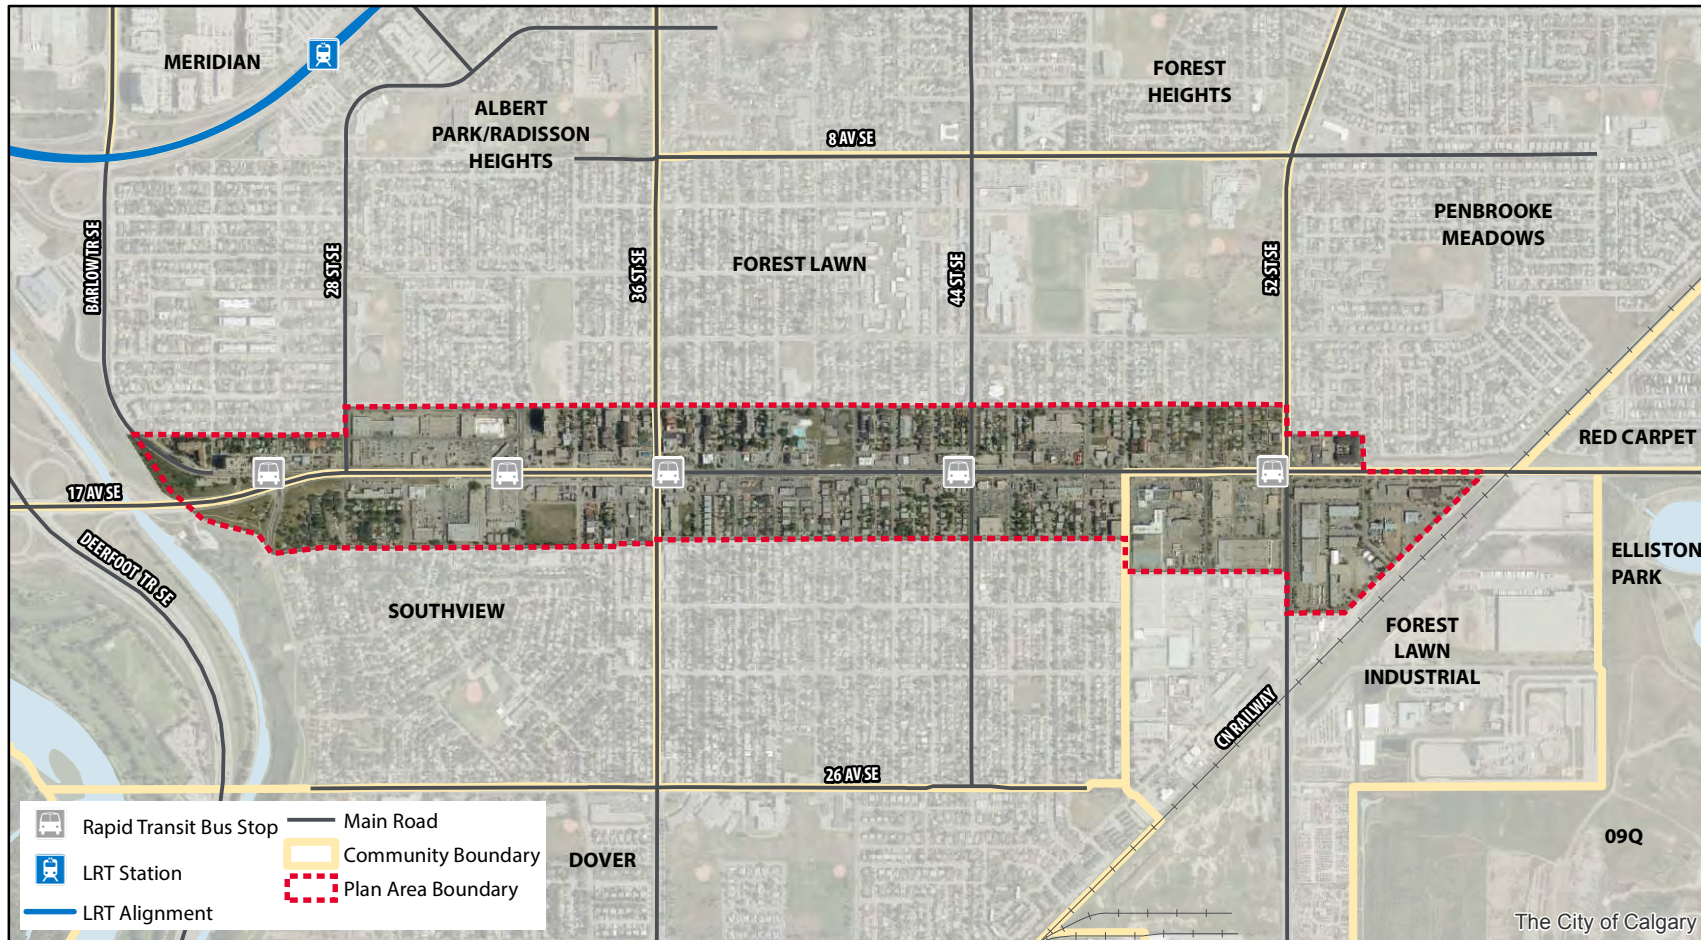 MERIDIAN
ALBERT
PARK/RADISSON
HEIGHTS
FOREST
HEIGHTS
8 AV SE
PENBROOKE
MEADOWS
BARLOW TR SE
28 ST SE
36 ST SE
FOREST LAWN
44 ST SE
52 ST SE
RED CARPET
17 AV SE
DEERFOOT TR SE
SOUTHVIEW
ELLISTON
PARK
FOREST
LAWN
INDUSTRIAL
CN RAILWAY
26 AV SE
09Q
DOVER
Rapid Transit Bus Stop
LRT Station
LRT Alignment
Main Road
Community Boundary
Plan Area Boundary
The City of Calgary